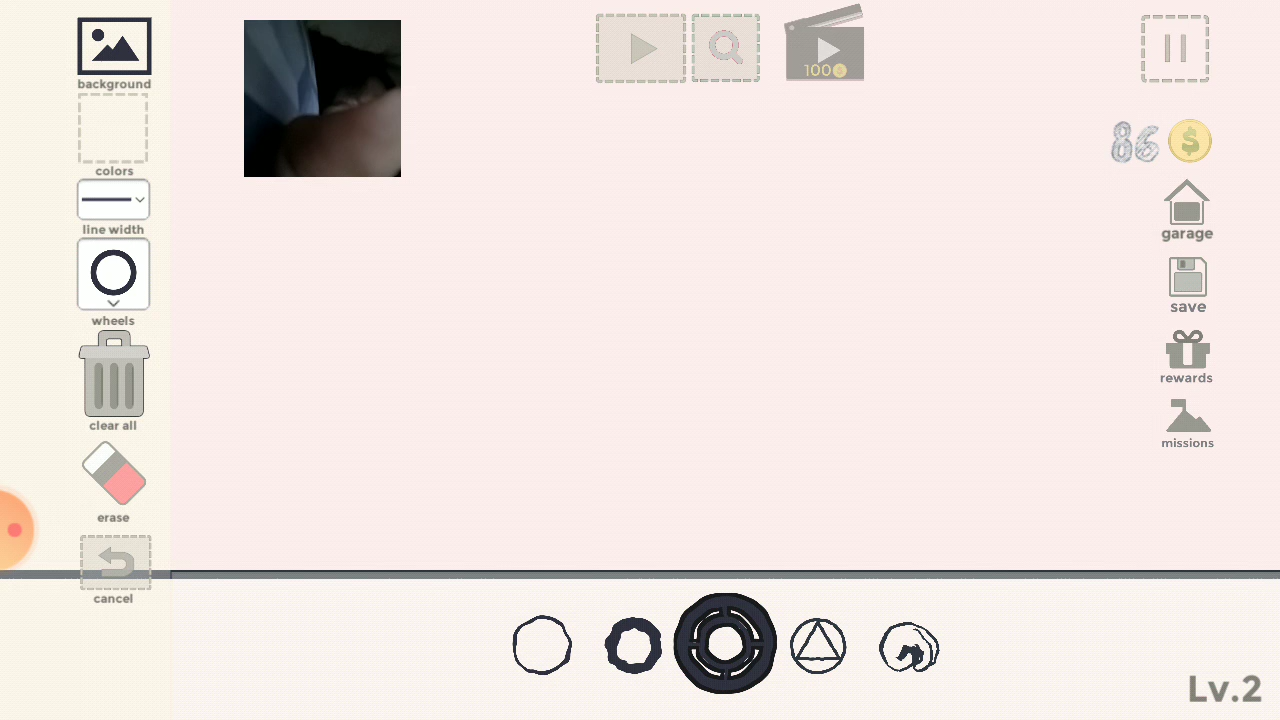 background
colors
line width
wheels
clear all
erase
cancel
100
86
garage
save
rewards
missions
Lv.2